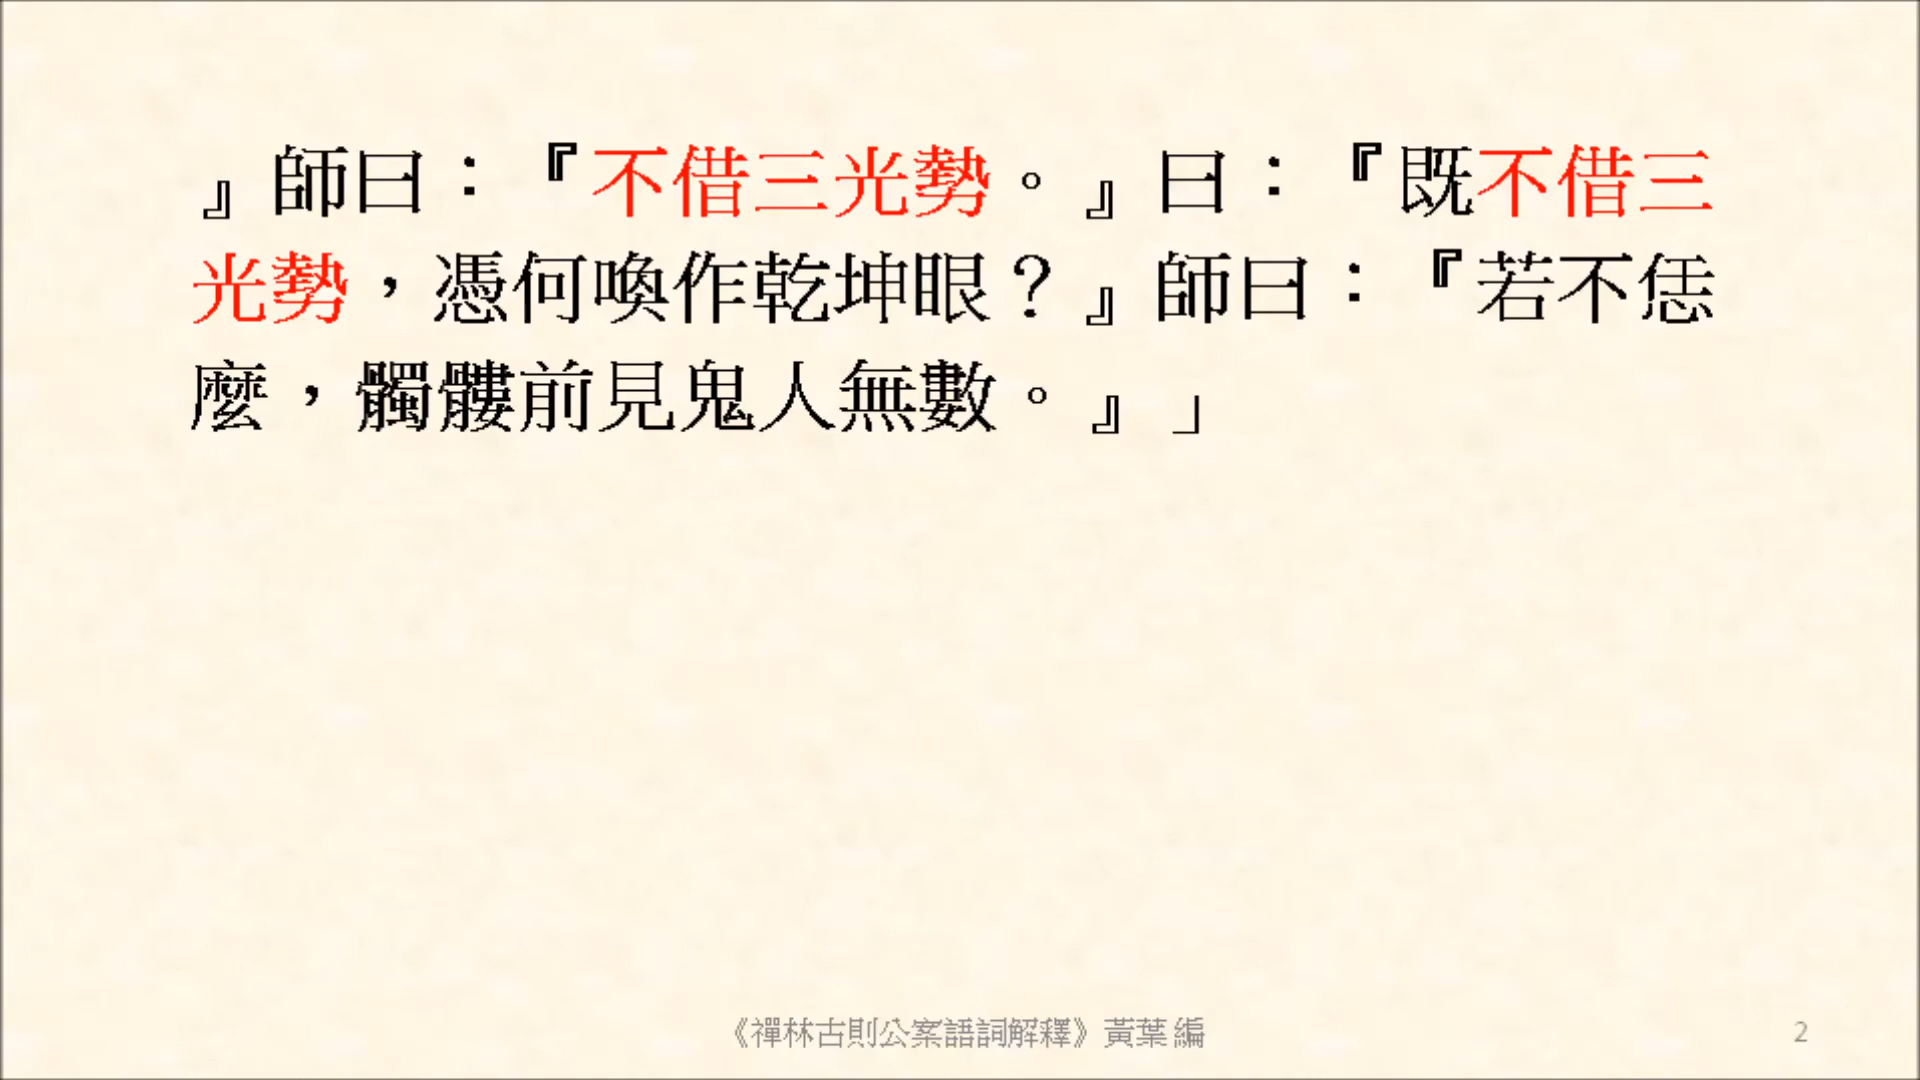 』師曰：『不借三光勢。』曰：『既不借三
光勢，憑何喚作乾坤眼？』師曰：『若不恁
麼，髑髏前見鬼人無數。』」
《禪林古則公案語詞解釋》黃葉 編
2